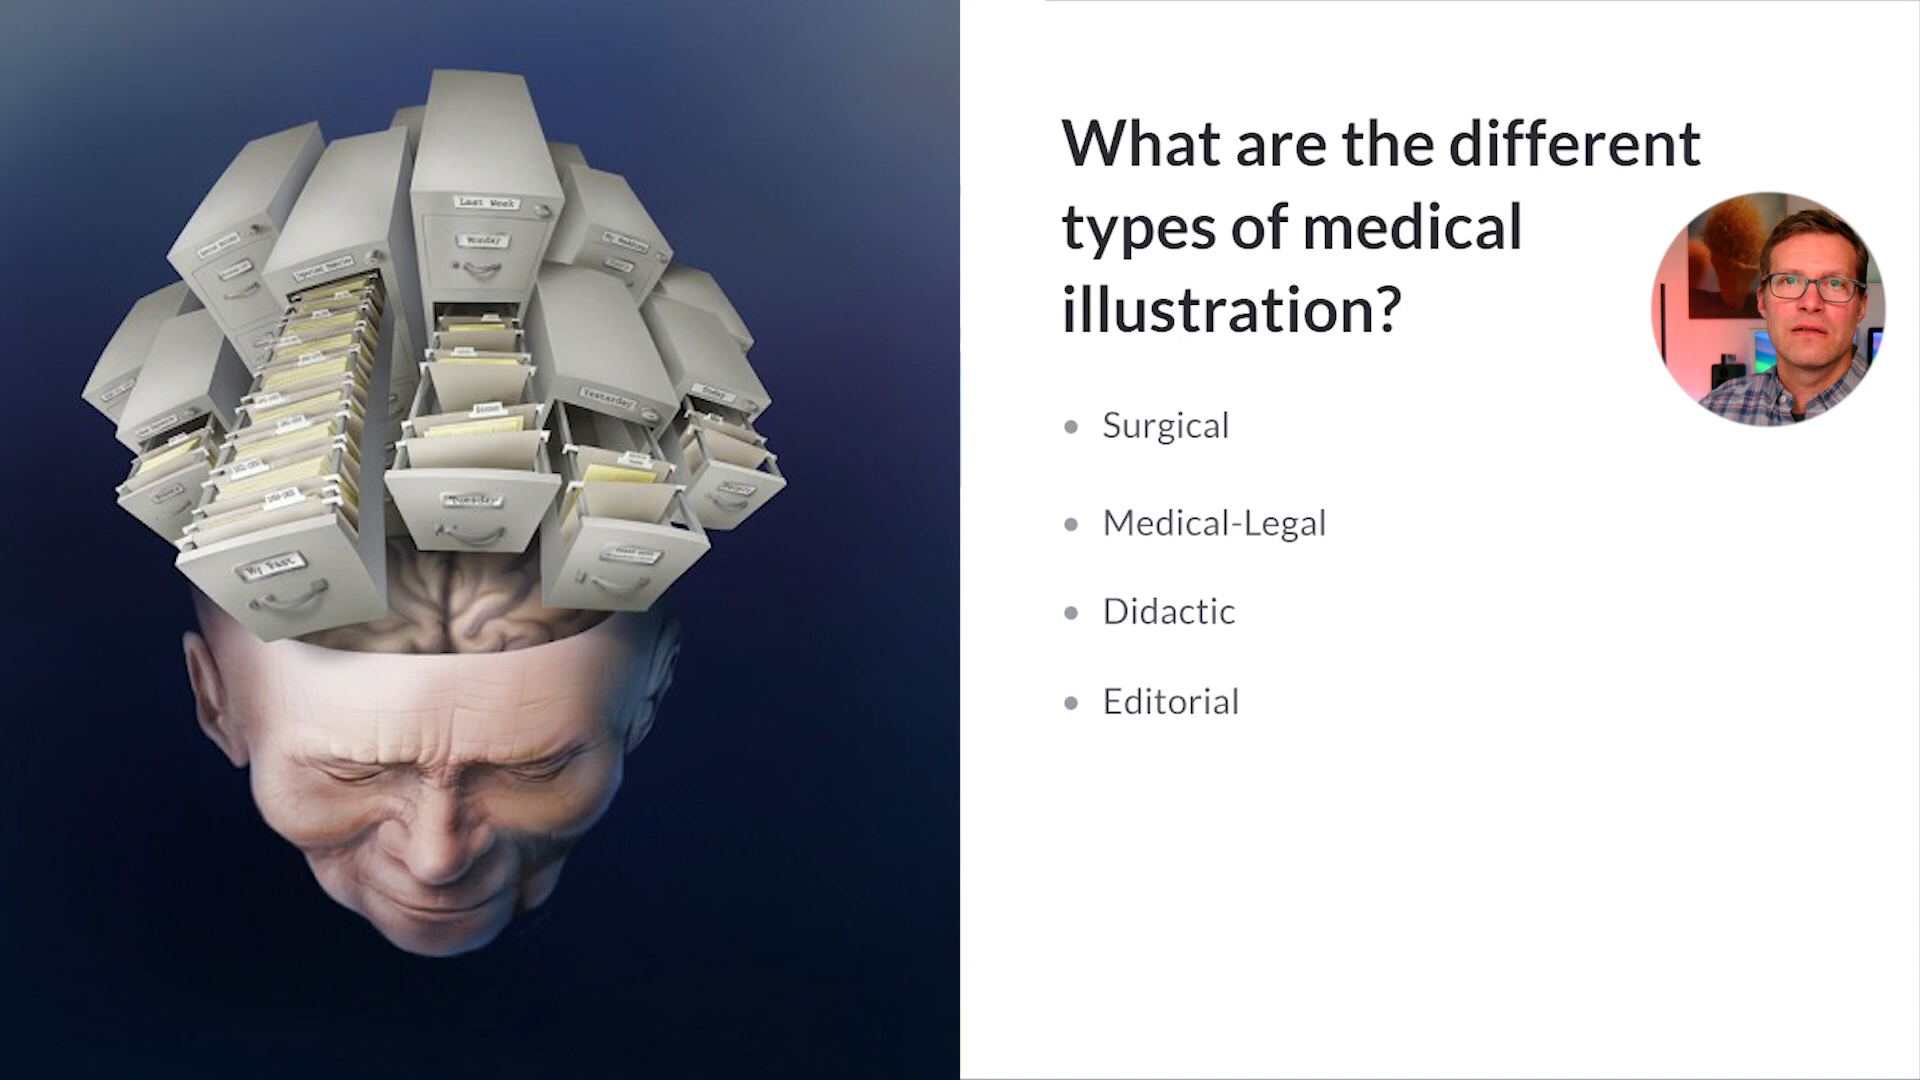 Last Week
Monday
Yesterday
Today
Tuesday
My Past
What are the different
types of medical
illustration?
• Surgical
• Medical-Legal
• Didactic
• Editorial